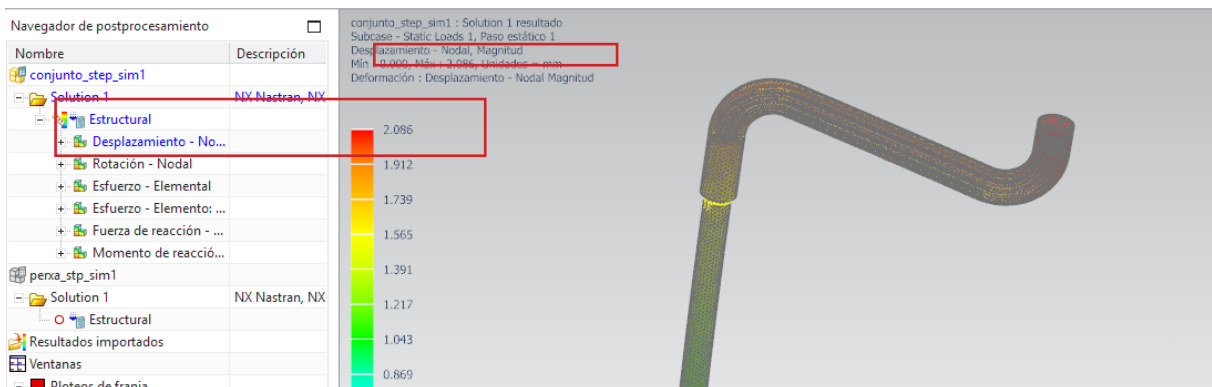 Navegador de postprocesamiento
Nombre Descripción
conjunto_step_sim1
Solution 1 NX Nastran, NX
Estructural
Desplazamiento - No...
Rotación - Nodal
Esfuerzo - Elemental
Esfuerzo - Elemento: ...
Fuerza de reacción - ...
Momento de reacció...
perxa_stp_sim1
Solution 1 NX Nastran, NX
Estructural
Resultados importados
Ventanas
Ploteos de franja
conjunto_step_sim1 : Solution 1 resultado
Subcase - Static Loads 1, Paso estático 1
Desplazamiento - Nodal, Magnitud
Mín : 0.000, Máx : 2.086, Unidades = mm
Deformación : Desplazamiento - Nodal Magnitud
2.086
1.912
1.739
1.565
1.391
1.217
1.043
0.869